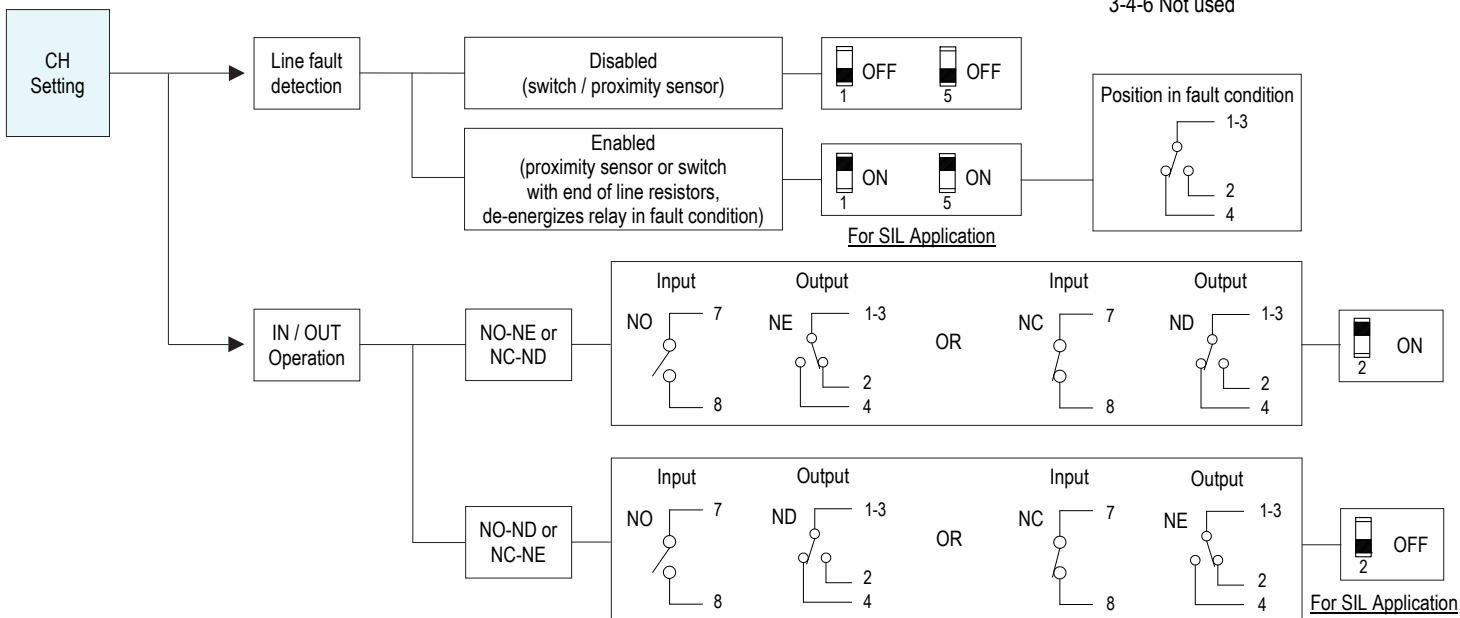 3-4-6 Not used
CH
Setting
Line fault
detection
Disabled
(switch / proximity sensor)
OFF
1
OFF
5
Enabled
(proximity sensor or switch
with end of line resistors,
de-energizes relay in fault condition)
ON
1
ON
5
For SIL Application
Position in fault condition
1-3
2
4
IN / OUT
Operation
NO-NE or
NC-ND
Input
NO
7
8
Output
NE
1-3
2
4
OR
Input
NC
7
8
Output
ND
1-3
2
4
ON
2
NO-ND or
NC-NE
Input
NO
7
8
Output
ND
1-3
2
4
OR
Input
NC
7
8
Output
NE
1-3
2
4
OFF
2
For SIL Application